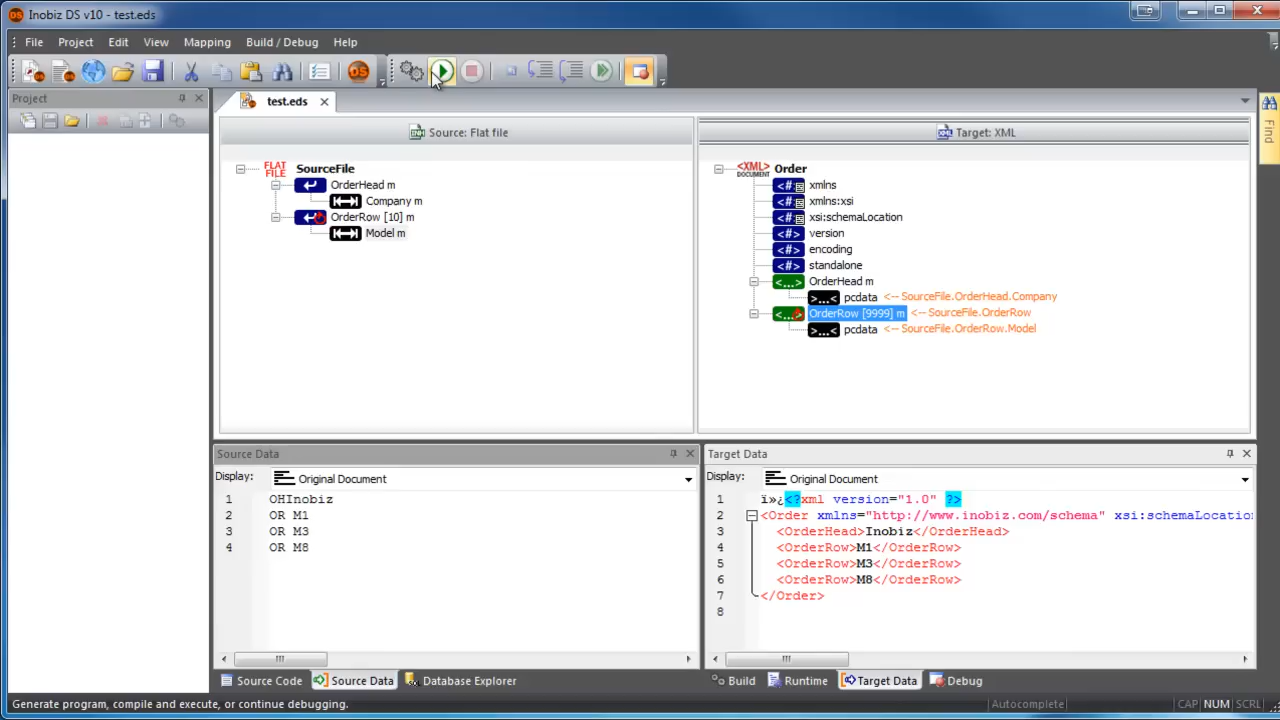 Inobiz DS v10 - test.eds
File Project Edit View Mapping Build / Debug Help
Project
test.eds
Find
Source: Flat file
Target: XML
FLAT FILE SourceFile
OrderHead m
Company m
OrderRow [10] m
Model m
<XML> DOCUMENT Order
xmlns
xmlns:xsi
xsi:schemaLocation
version
encoding
standalone
OrderHead m
pcdata <-- SourceFile.OrderHead.Company
OrderRow [9999] m <-- SourceFile.OrderRow
pcdata <-- SourceFile.OrderRow.Model
Source Data
Display: Original Document
1 OHInobiz
2 OR M1
3 OR M3
4 OR M8
Target Data
Display: Original Document
1 ï»¿<?xml version="1.0" ?>
2 <Order xmlns="http://www.inobiz.com/schema" xsi:schemaLocation
3 <OrderHead>Inobiz</OrderHead>
4 <OrderRow>M1</OrderRow>
5 <OrderRow>M3</OrderRow>
6 <OrderRow>M8</OrderRow>
7 </Order>
8
Source Code Source Data Database Explorer
Build Runtime Target Data Debug
Generate program, compile and execute, or continue debugging.
Autocomplete CAP NUM SCRL